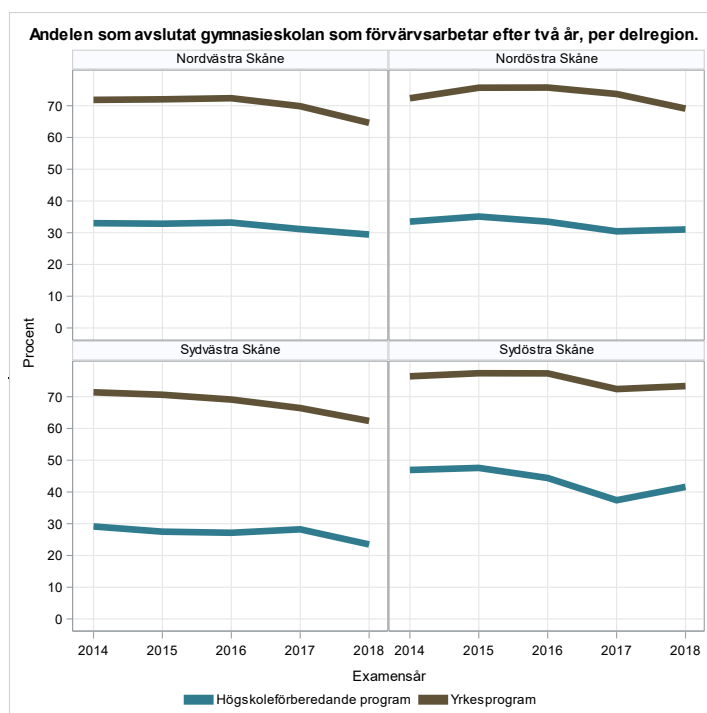 Andelen som avslutat gymnasieskolan som förvärvsarbetar efter två år, per delregion.
Nordvästra Skåne
Nordöstra Skåne
70
60
50
40
30
20
10
0
Procent
Sydvästra Skåne
Sydöstra Skåne
70
60
50
40
30
20
10
0
2014 2015 2016 2017 2018 2014 2015 2016 2017 2018
Examensår
Högskoleförberedande program Yrkesprogram